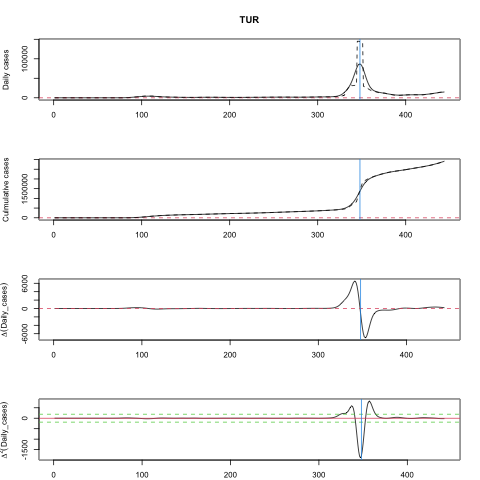 TUR
Daily cases
0
100000
0 100 200 300 400
Culmulative cases
0
1500000
0 100 200 300 400
Δ(Daily_cases)
-6000
0
6000
0 100 200 300 400
Δ²(Daily_cases)
-1500
0
0 100 200 300 400